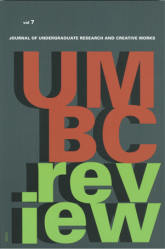 vol 7
JOURNAL OF UNDERGRADUATE RESEARCH AND CREATIVE WORKS
UM
BC
rev
iew